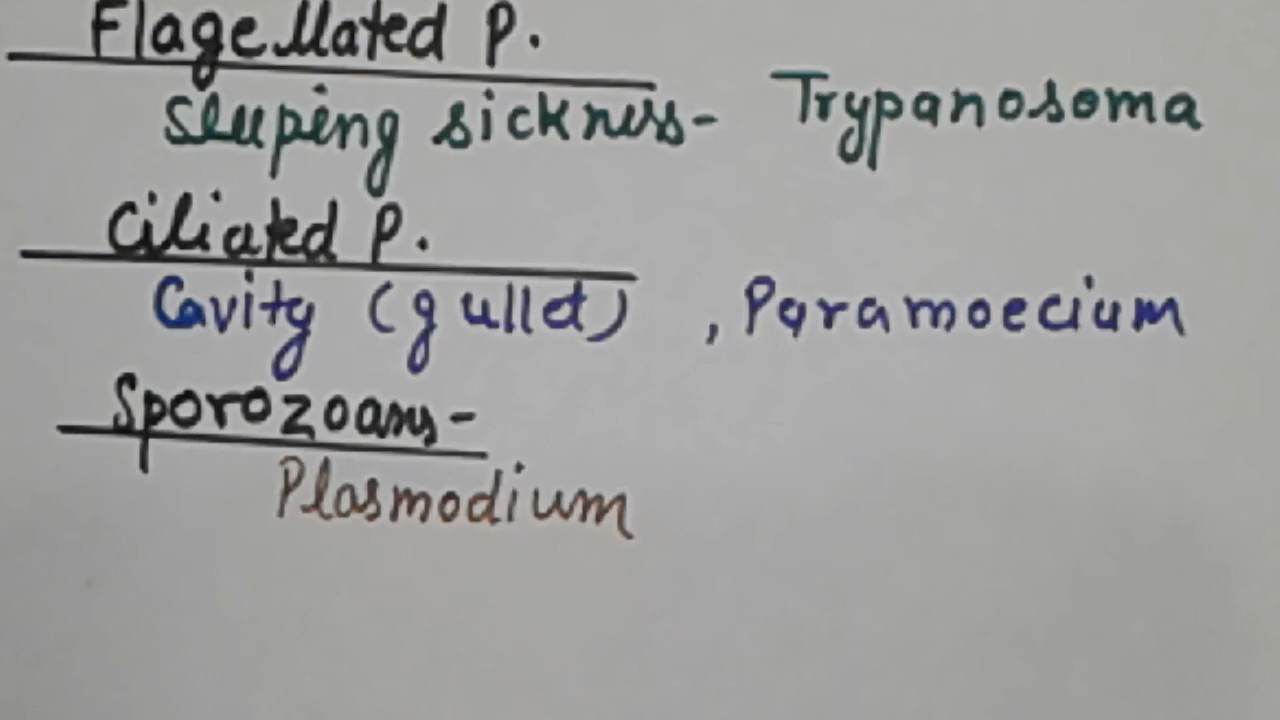 Flagellated P.
Sleeping sickness- Trypanosoma
Ciliated P.
Cavity (gullet) , Paramoecium
Sporozoans-
Plasmodium